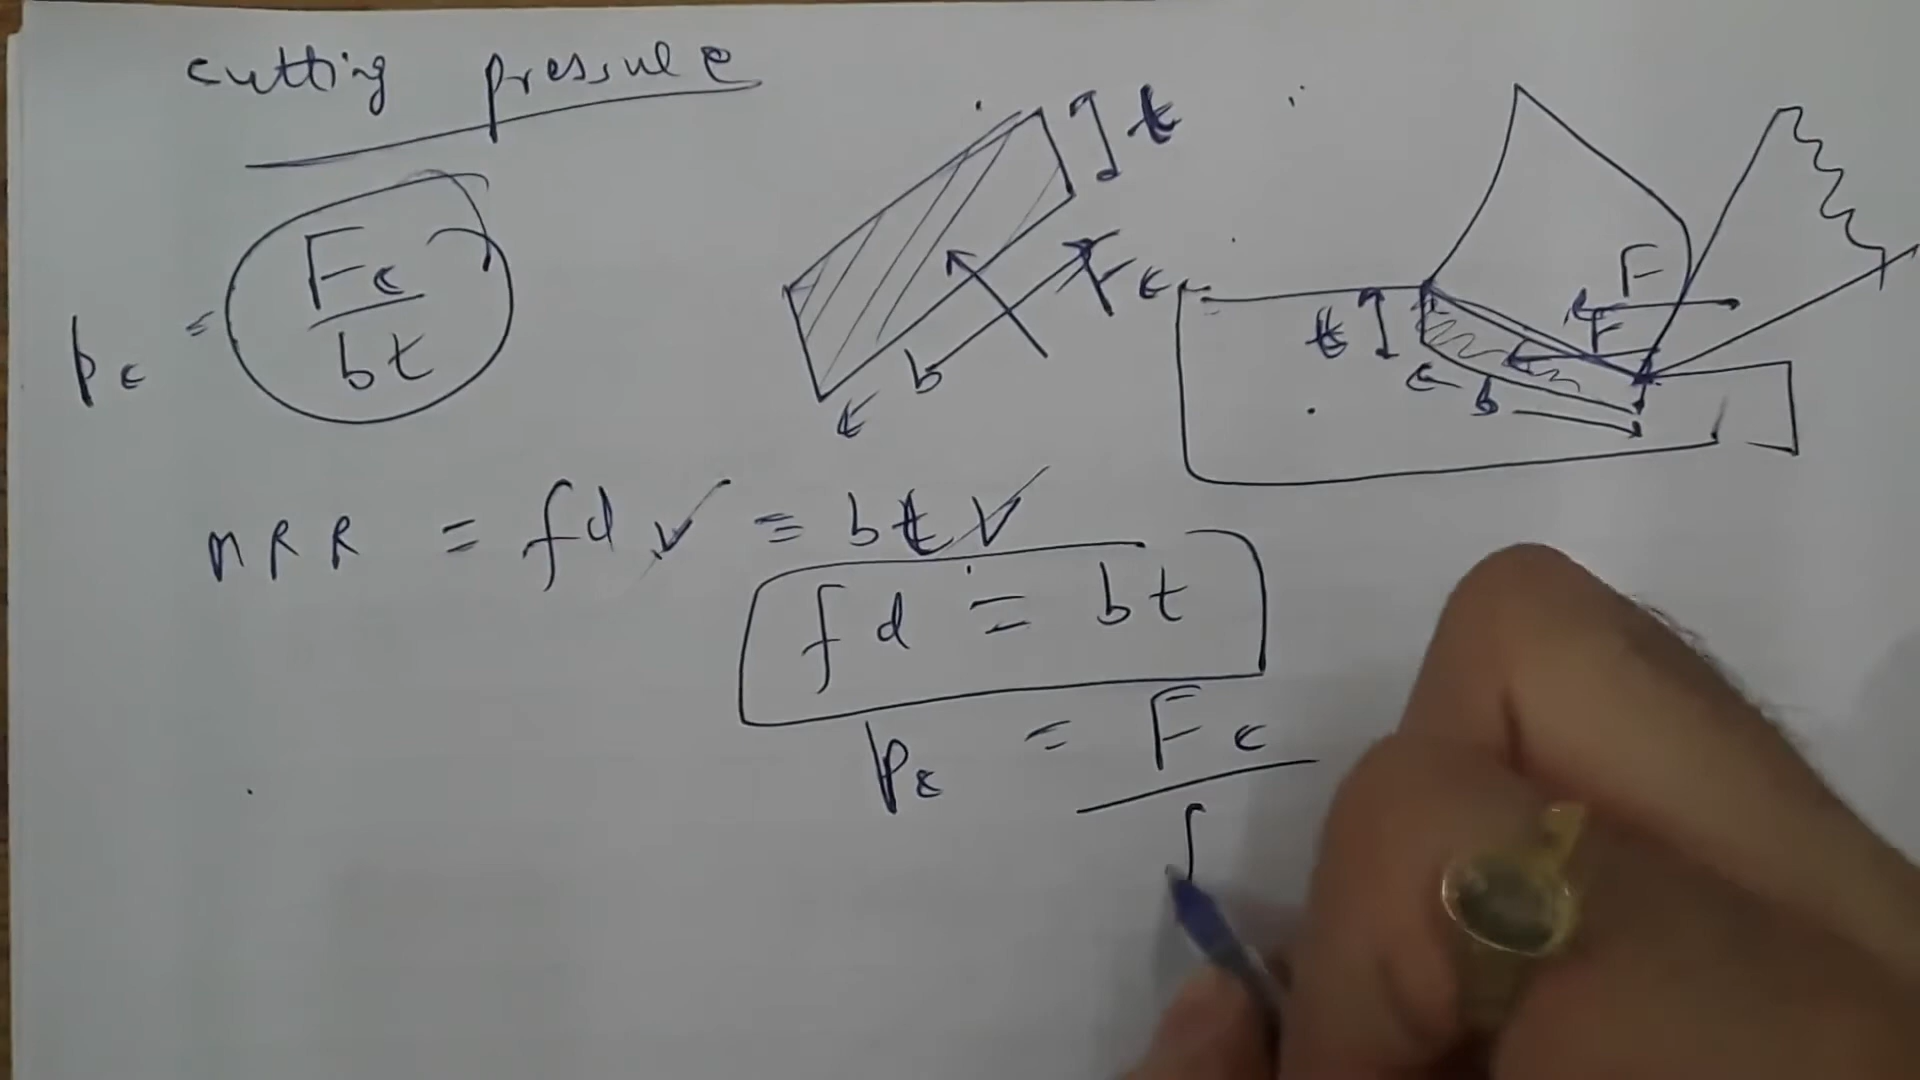 cutting pressure
t
Pc = Fc / bt
Fc
b
F
F
t
b
MRR = fdv = btv
fd = bt
Pc = Fc / f